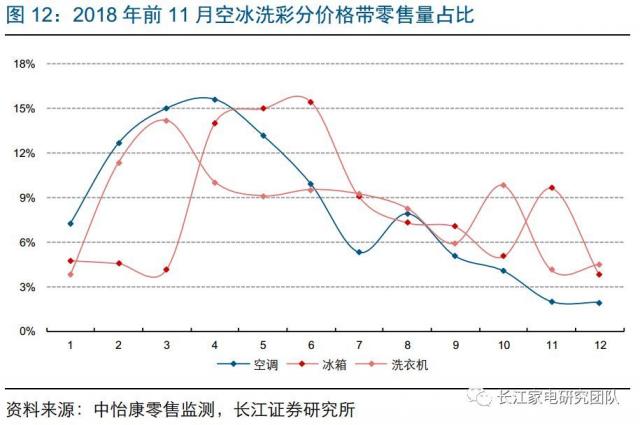 图 12：2018 年前 11 月空冰洗彩分价格带零售量占比
18%
15%
12%
9%
6%
3%
0%
1 2 3 4 5 6 7 8 9 10 11 12
空调 冰箱 洗衣机
长江家电研究团队
资料来源：中怡康零售监测，长江证券研究所